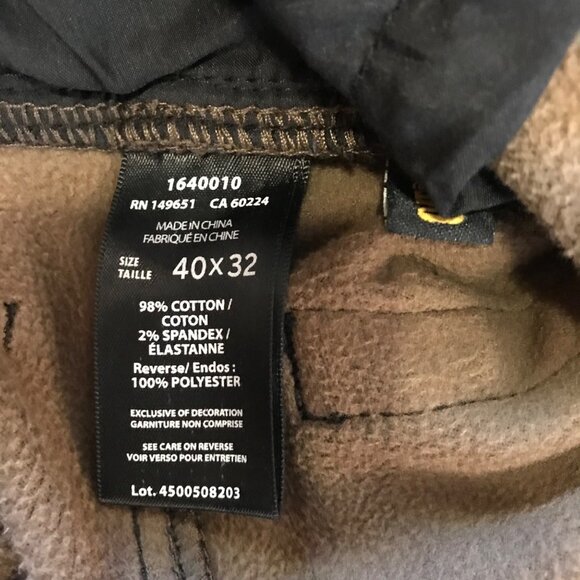 1640010
RN 149651 CA 60224
MADE IN CHINA
FABRIQUÉ EN CHINE
SIZE
TAILLE 40X32
98% COTTON/
COTON
2% SPANDEX/
ÉLASTANNE
Reverse/Endos:
100% POLYESTER
EXCLUSIVE OF DECORATION
GARNITURE NON COMPRISE
SEE CARE ON REVERSE
VOIR VERSO POUR ENTRETIEN
Lot. 4500508203